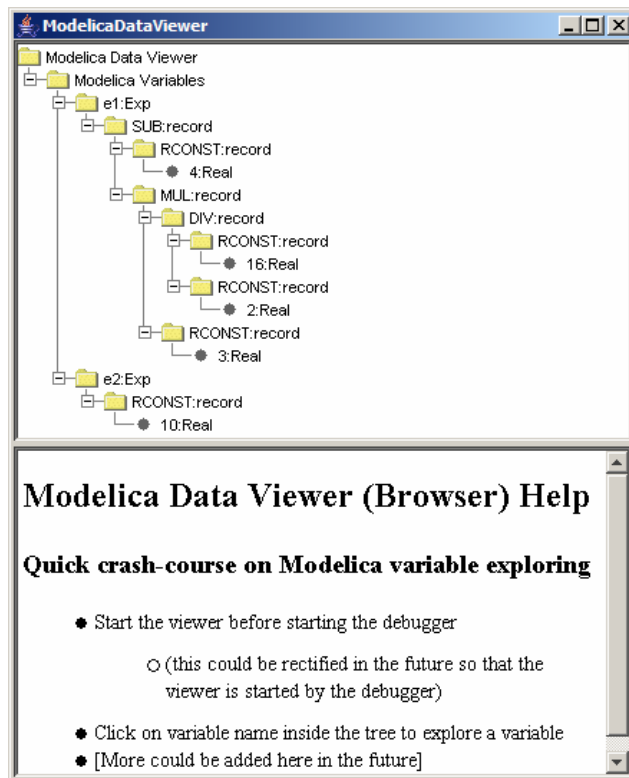 ModelicaDataViewer
Modelica Data Viewer
Modelica Variables
e1:Exp
SUB:record
RCONST:record
4:Real
MUL:record
DIV:record
RCONST:record
16:Real
RCONST:record
2:Real
RCONST:record
3:Real
e2:Exp
RCONST:record
10:Real
Modelica Data Viewer (Browser) Help
Quick crash-course on Modelica variable exploring
Start the viewer before starting the debugger
(this could be rectified in the future so that the
viewer is started by the debugger)
Click on variable name inside the tree to explore a variable
[More could be added here in the future]